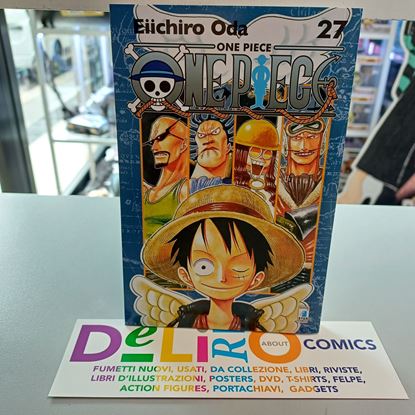 Eiichiro Oda 27
ONE PIECE
ONE PIECE
DELIRIO ABOUT COMICS
FUMETTI NUOVI, USATI, DA COLLEZIONE, LIBRI, RIVISTE,
LIBRI D'ILLUSTRAZIONI, POSTERS, DVD, T-SHIRTS, FELPE,
ACTION FIGURES, PORTACHIAVI, GADGETS